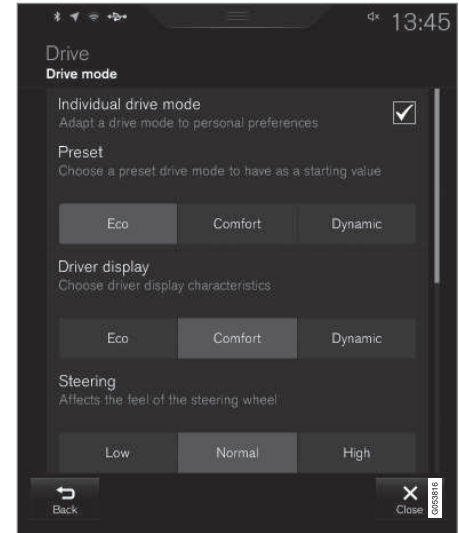 13:45
Drive
Drive mode
Individual drive mode
Adapt a drive mode to personal preferences
Preset
Choose a preset drive mode to have as a starting value
Eco Comfort Dynamic
Driver display
Choose driver display characteristics
Eco Comfort Dynamic
Steering
Affects the feel of the steering wheel
Low Normal High
Back Close
G053816